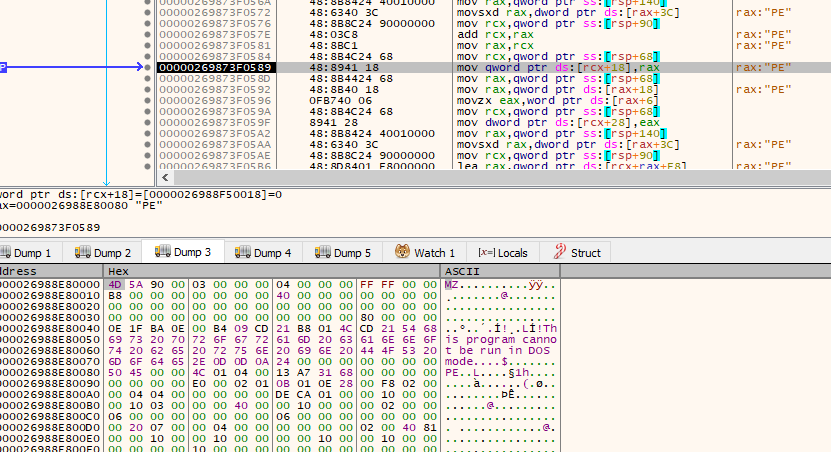 00000269873F056A 48:8B8424 40010000 mov rax,qword ptr ss:[rsp+140]
00000269873F0572 48:6340 3C movsxd rax,dword ptr ds:[rax+3C] rax:"PE"
00000269873F0576 48:8B8C24 90000000 mov rcx,qword ptr ss:[rsp+90]
00000269873F057E 48:03C8 add rcx,rax rax:"PE"
00000269873F0581 48:8BC1 mov rax,rcx rax:"PE"
00000269873F0584 48:8B4C24 68 mov rcx,qword ptr ss:[rsp+68]
00000269873F0589 48:8941 18 mov qword ptr ds:[rcx+18],rax rax:"PE"
00000269873F058D 48:8B4424 68 mov rax,qword ptr ss:[rsp+68] rax:"PE"
00000269873F0592 48:8B40 18 mov rax,qword ptr ds:[rax+18] rax:"PE"
00000269873F0596 0FB740 06 movzx eax,word ptr ds:[rax+6]
00000269873F059A 48:8B4C24 68 mov rcx,qword ptr ss:[rsp+68]
00000269873F059F 8941 28 mov dword ptr ds:[rcx+28],eax
00000269873F05A2 48:8B8424 40010000 mov rax,qword ptr ss:[rsp+140]
00000269873F05AA 48:6340 3C movsxd rax,dword ptr ds:[rax+3C] rax:"PE"
00000269873F05AE 48:8B8C24 90000000 mov rcx,qword ptr ss:[rsp+90]
00000269873F05B6 48:8D8401 F8000000 lea rax,qword ptr ds:[rcx+rax+F8] rax:"PE"
word ptr ds:[rcx+18]=[0000026988F50018]=0
ax=0000026988E80080 "PE"
0000269873F0589
Dump 1 Dump 2 Dump 3 Dump 4 Dump 5 Watch 1 [x=] Locals Struct
ddress Hex ASCII
000026988E80000 4D 5A 90 00 03 00 00 00 04 00 00 00 FF FF 00 00 MZ..........ÿÿ..
000026988E80010 B8 00 00 00 00 00 00 00 40 00 00 00 00 00 00 00 ¸.......@.......
000026988E80020 00 00 00 00 00 00 00 00 00 00 00 00 00 00 00 00 ................
000026988E80030 00 00 00 00 00 00 00 00 00 00 00 00 80 00 00 00 ................
000026988E80040 0E 1F BA 0E 00 B4 09 CD 21 B8 01 4C CD 21 54 68 ..º..´.Í!¸.LÍ!Th
000026988E80050 69 73 20 70 72 6F 67 72 61 6D 20 63 61 6E 6E 6F is program canno
000026988E80060 74 20 62 65 20 72 75 6E 20 69 6E 20 44 4F 53 20 t be run in DOS
000026988E80070 6D 6F 64 65 2E 0D 0D 0A 24 00 00 00 00 00 00 00 mode....$.......
000026988E80080 50 45 00 00 4C 01 04 00 13 A7 31 68 00 00 00 00 PE..L....§1h....
000026988E80090 00 00 00 00 E0 00 02 01 0B 01 0E 28 00 F8 02 00 ....à......(.ø..
000026988E800A0 00 04 04 00 00 00 00 00 DE CA 01 00 00 10 00 00 ........ÞÊ......
000026988E800B0 00 10 03 00 00 00 40 00 00 10 00 00 00 02 00 00 ......@.........
000026988E800C0 06 00 00 00 00 00 00 00 06 00 00 00 00 00 00 00 ................
000026988E800D0 00 20 07 00 00 04 00 00 00 00 00 00 02 00 40 81 . ............@.
000026988E800E0 00 00 10 00 00 10 00 00 00 00 10 00 00 10 00 00 ................